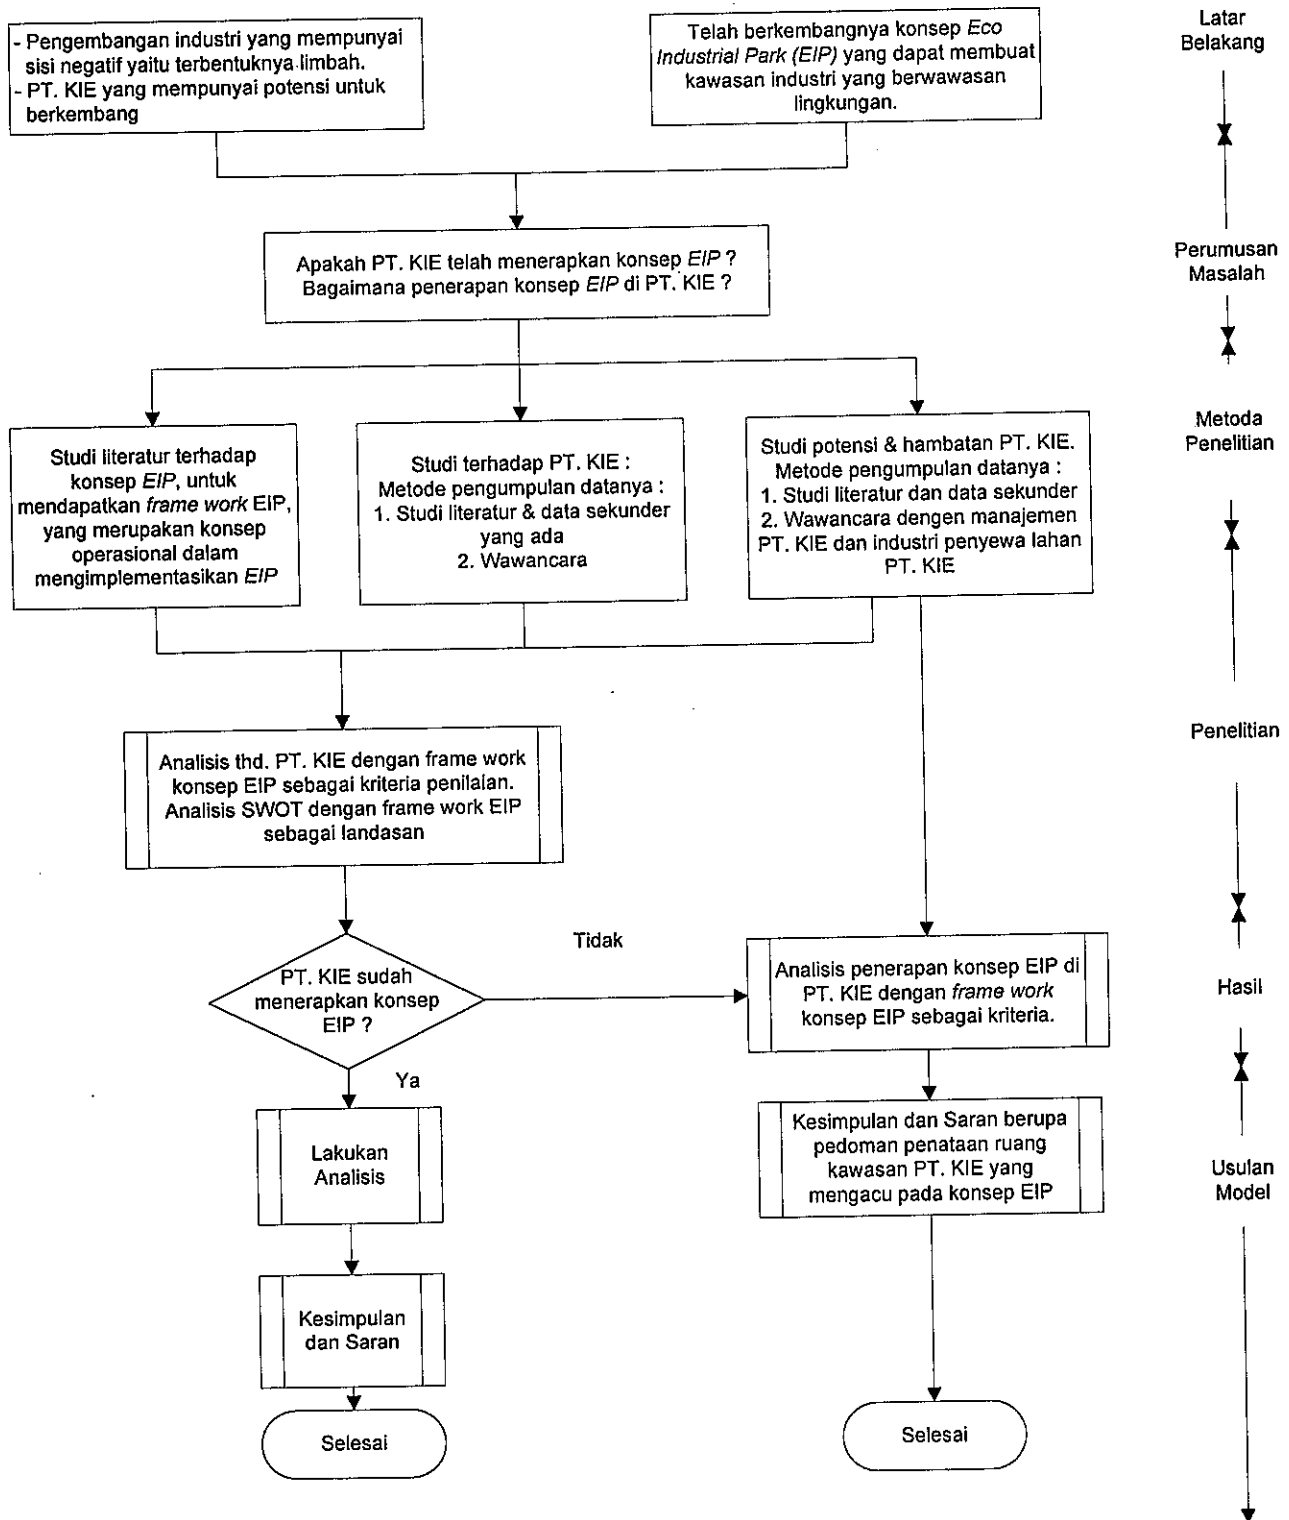 - Pengembangan industri yang mempunyai
sisi negatif yaitu terbentuknya limbah.
- PT. KIE yang mempunyai potensi untuk
berkembang
Telah berkembangnya konsep Eco
Industrial Park (EIP) yang dapat membuat
kawasan industri yang berwawasan
lingkungan.
Latar
Belakang
Apakah PT. KIE telah menerapkan konsep EIP ?
Bagaimana penerapan konsep EIP di PT. KIE ?
Perumusan
Masalah
Studi literatur terhadap
konsep EIP, untuk
mendapatkan frame work EIP,
yang merupakan konsep
operasional dalam
mengimplementasikan EIP
Studi terhadap PT. KIE :
Metode pengumpulan datanya :
1. Studi literatur & data sekunder
yang ada
2. Wawancara
Studi potensi & hambatan PT. KIE.
Metode pengumpulan datanya :
1. Studi literatur dan data sekunder
2. Wawancara dengen manajemen
PT. KIE dan industri penyewa lahan
PT. KIE
Metoda
Penelitian
Analisis thd. PT. KIE dengan frame work
konsep EIP sebagai kriteria penilaian.
Analisis SWOT dengan frame work EIP
sebagai landasan
Penelitian
PT. KIE sudah
menerapkan konsep
EIP ?
Tidak
Ya
Analisis penerapan konsep EIP di
PT. KIE dengan frame work
konsep EIP sebagai kriteria.
Hasil
Lakukan
Analisis
Kesimpulan dan Saran berupa
pedoman penataan ruang
kawasan PT. KIE yang
mengacu pada konsep EIP
Usulan
Model
Kesimpulan
dan Saran
Selesai
Selesai